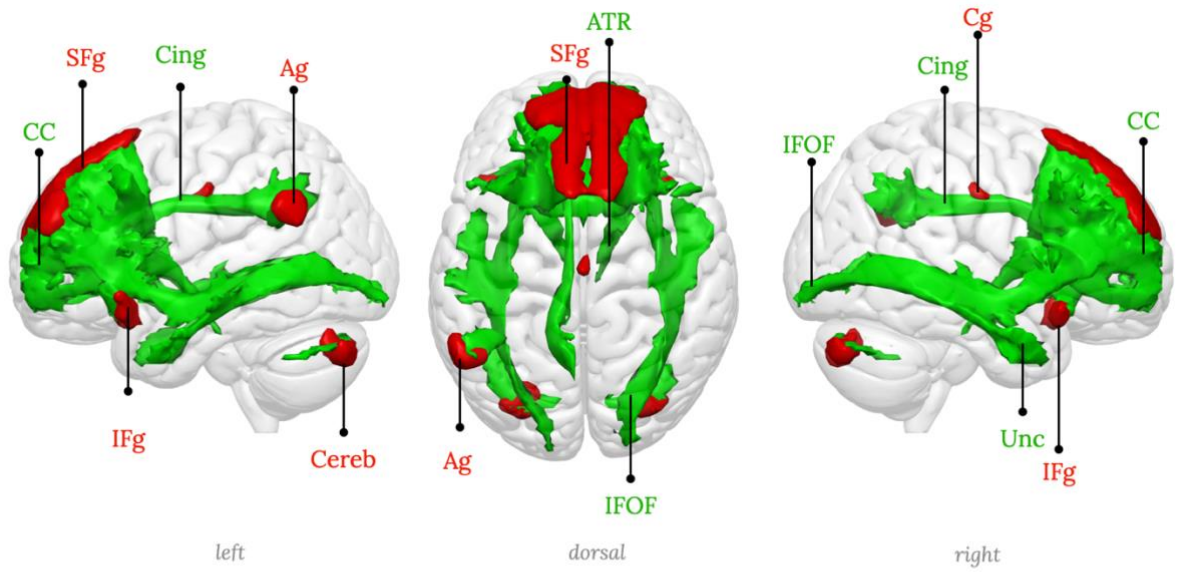 SFg
Cing
Ag
CC
IFg
Cereb
left
ATR
SFg
Ag
IFOF
dorsal
Cg
Cing
CC
IFOF
Unc
IFg
right